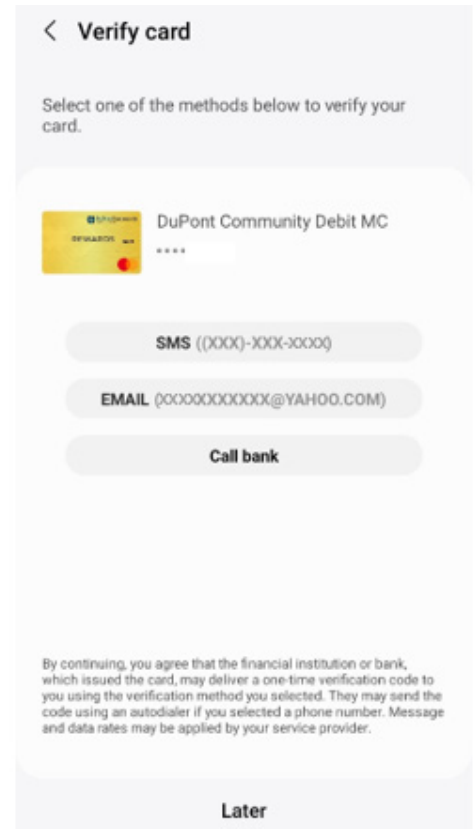 Verify card
Select one of the methods below to verify your
card.
DuPont Community Debit MC
••••
SMS ((XXX)-XXX-XXXX)
EMAIL (XXXXXXXXXXX@YAHOO.COM)
Call bank
By continuing, you agree that the financial institution or bank,
which issued the card, may deliver a one-time verification code to
you using the verification method you selected. They may send the
code using an autodialer if you selected a phone number. Message
and data rates may be applied by your service provider.
Later